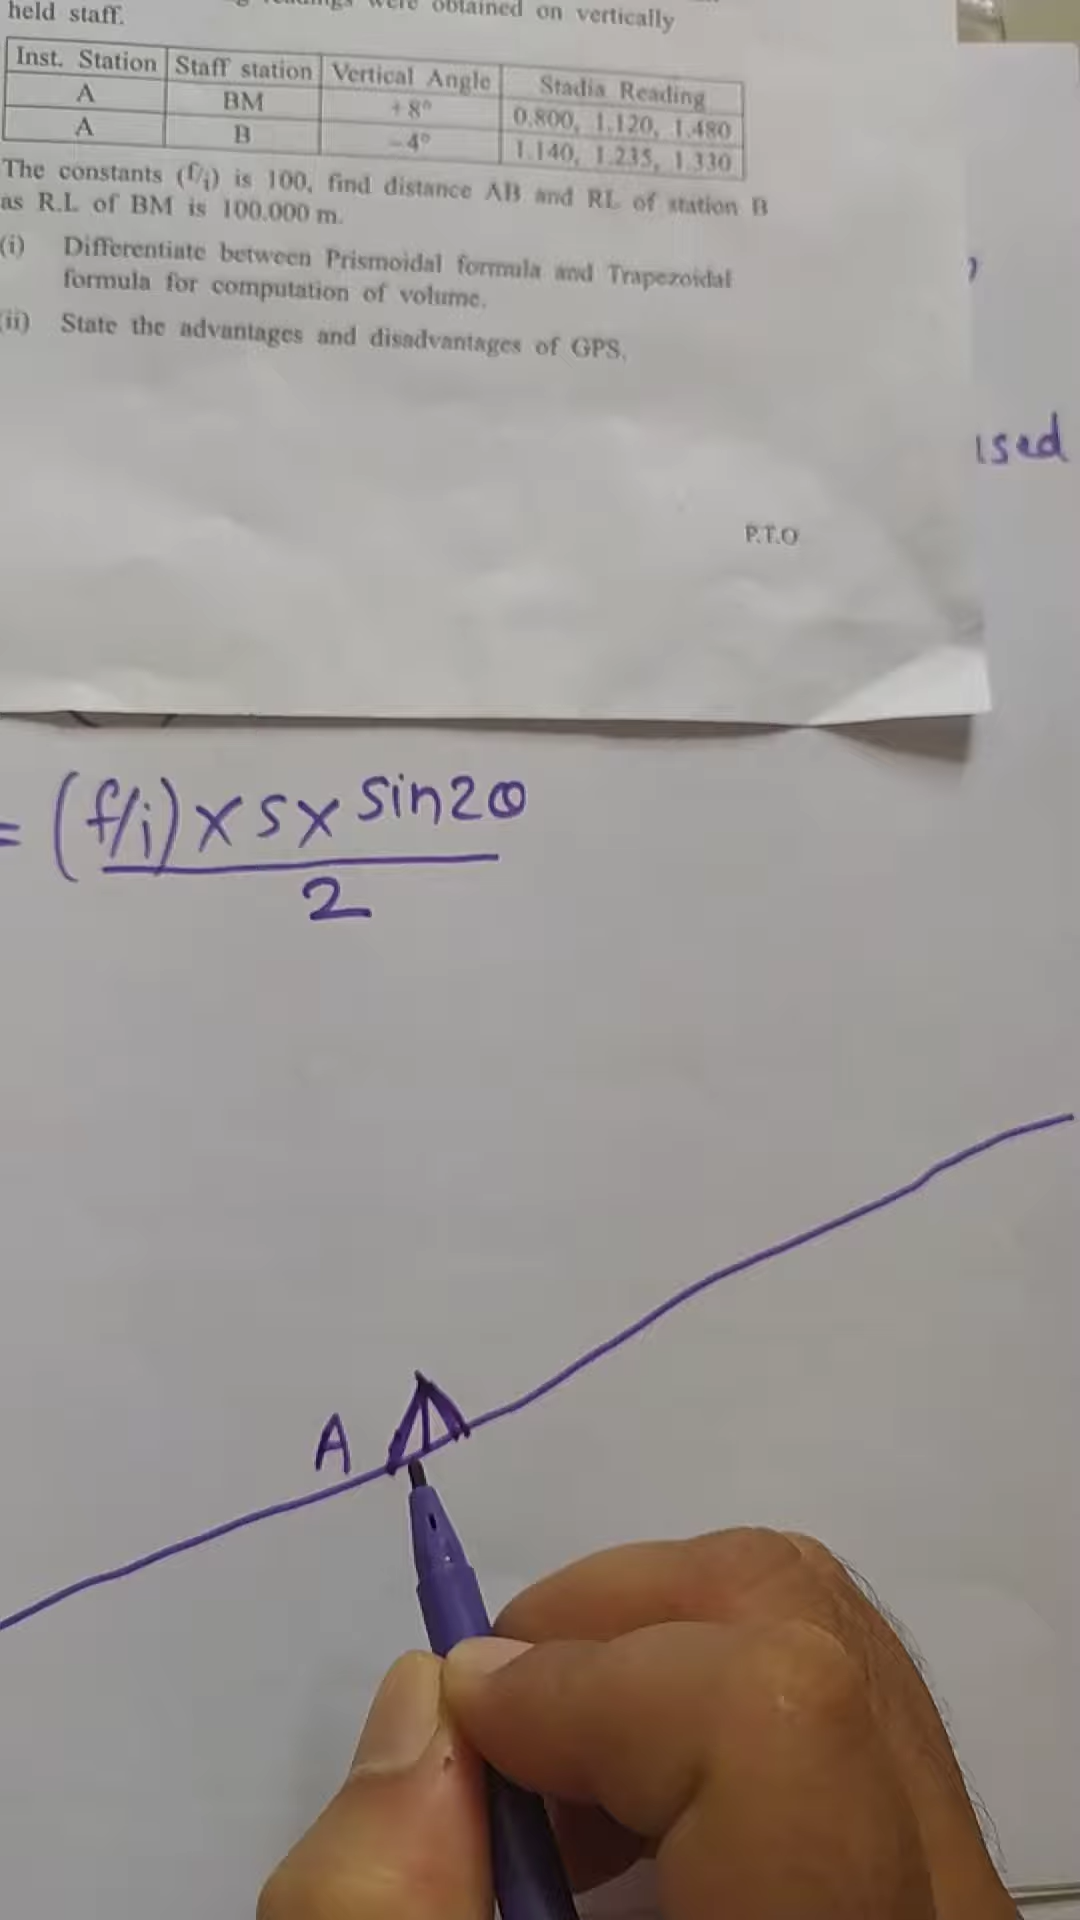 were obtained on vertically
held staff.
Inst. Station Staff station Vertical Angle Stadia Reading
A BM +8° 0.800, 1.120, 1.480
A B -4° 1.140, 1.235, 1.330
The constants (f/i) is 100, find distance AB and RL of station B
as R.L of BM is 100.000 m.
(i) Differentiate between Prismoidal formula and Trapezoidal
formula for computation of volume.
(ii) State the advantages and disadvantages of GPS.
ised
P.T.O
= (f/i) × s × sin2θ
2
A